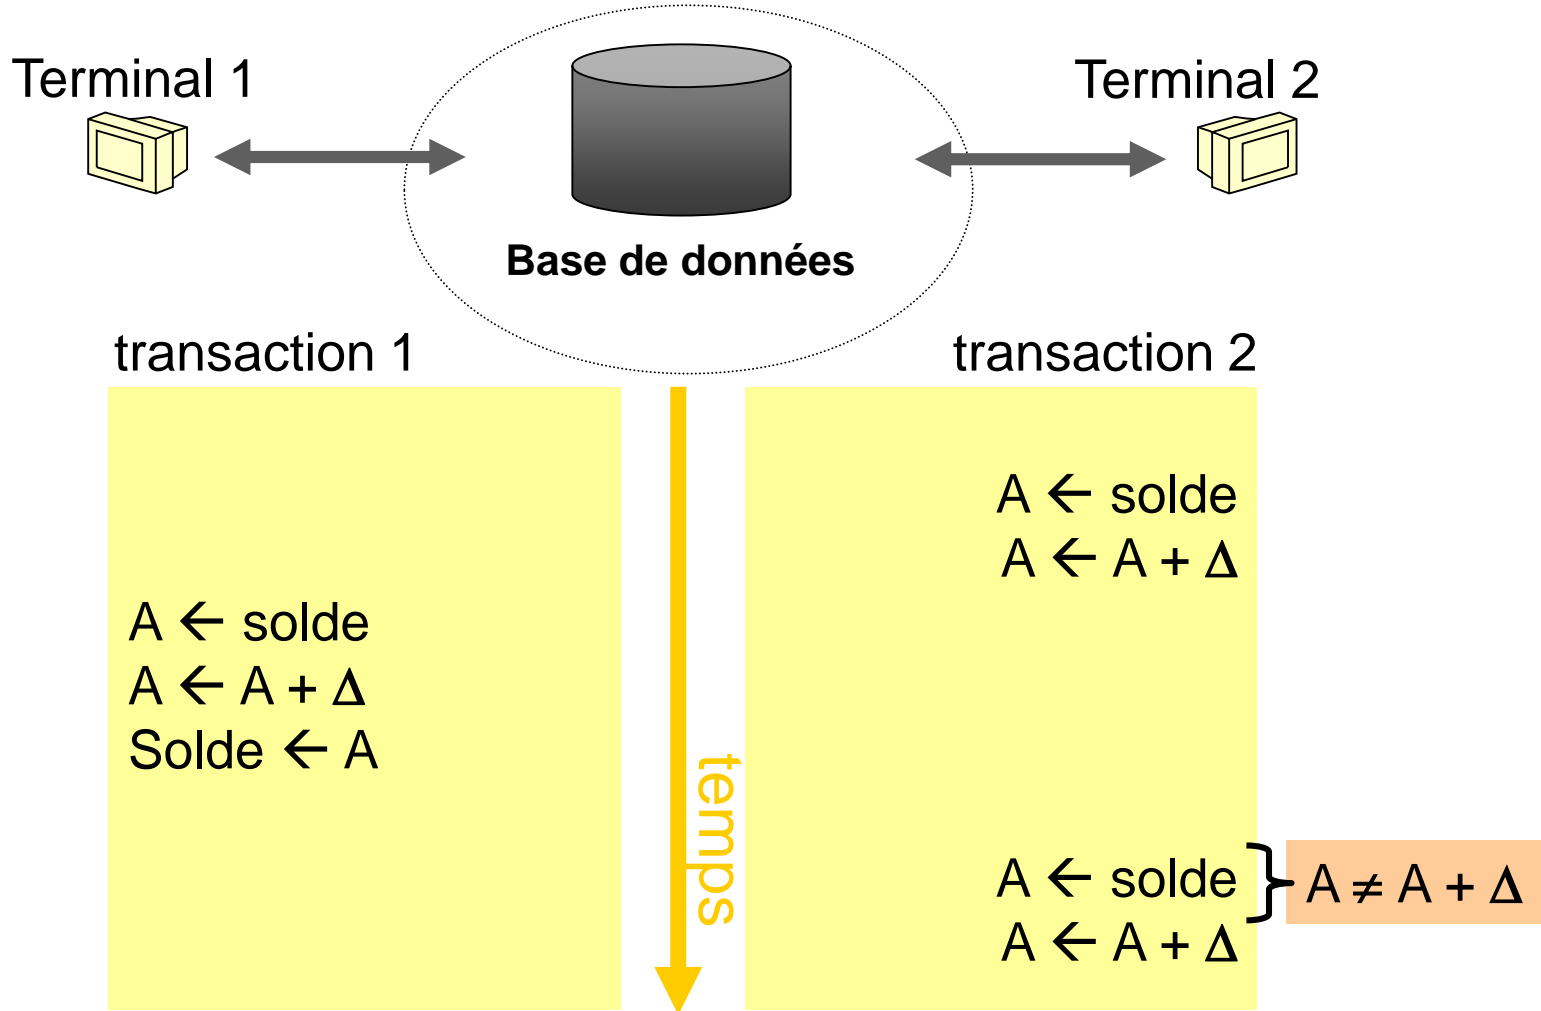 Terminal 1
Terminal 2
Base de données
transaction 1
transaction 2
A ← solde
A ← A + Δ
A ← solde
A ← A + Δ
Solde ← A
temps
A ← solde
A ≠ A + Δ
A ← A + Δ